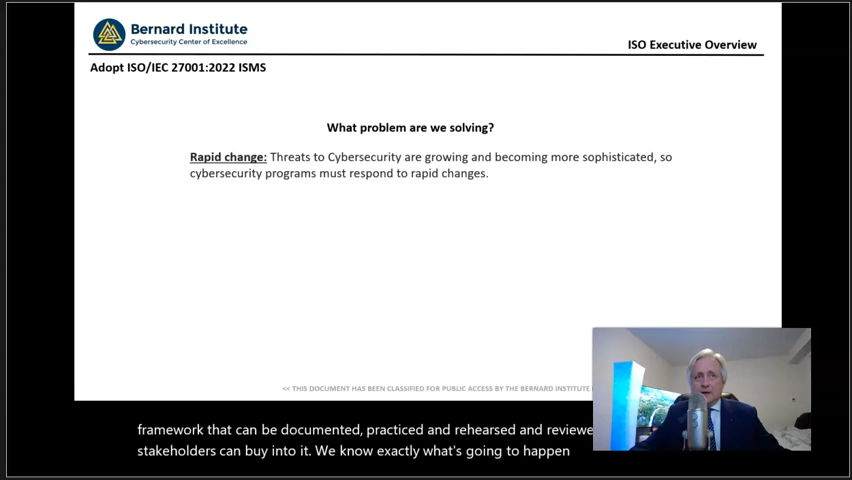 Bernard Institute
Cybersecurity Center of Excellence
ISO Executive Overview
Adopt ISO/IEC 27001:2022 ISMS
What problem are we solving?
Rapid change: Threats to Cybersecurity are growing and becoming more sophisticated, so
cybersecurity programs must respond to rapid changes.
<< THIS DOCUMENT HAS BEEN CLASSIFIED FOR PUBLIC ACCESS BY THE BERNARD INSTITUTE
framework that can be documented, practiced and rehearsed and
stakeholders can buy into it. We know exactly what's going to happen